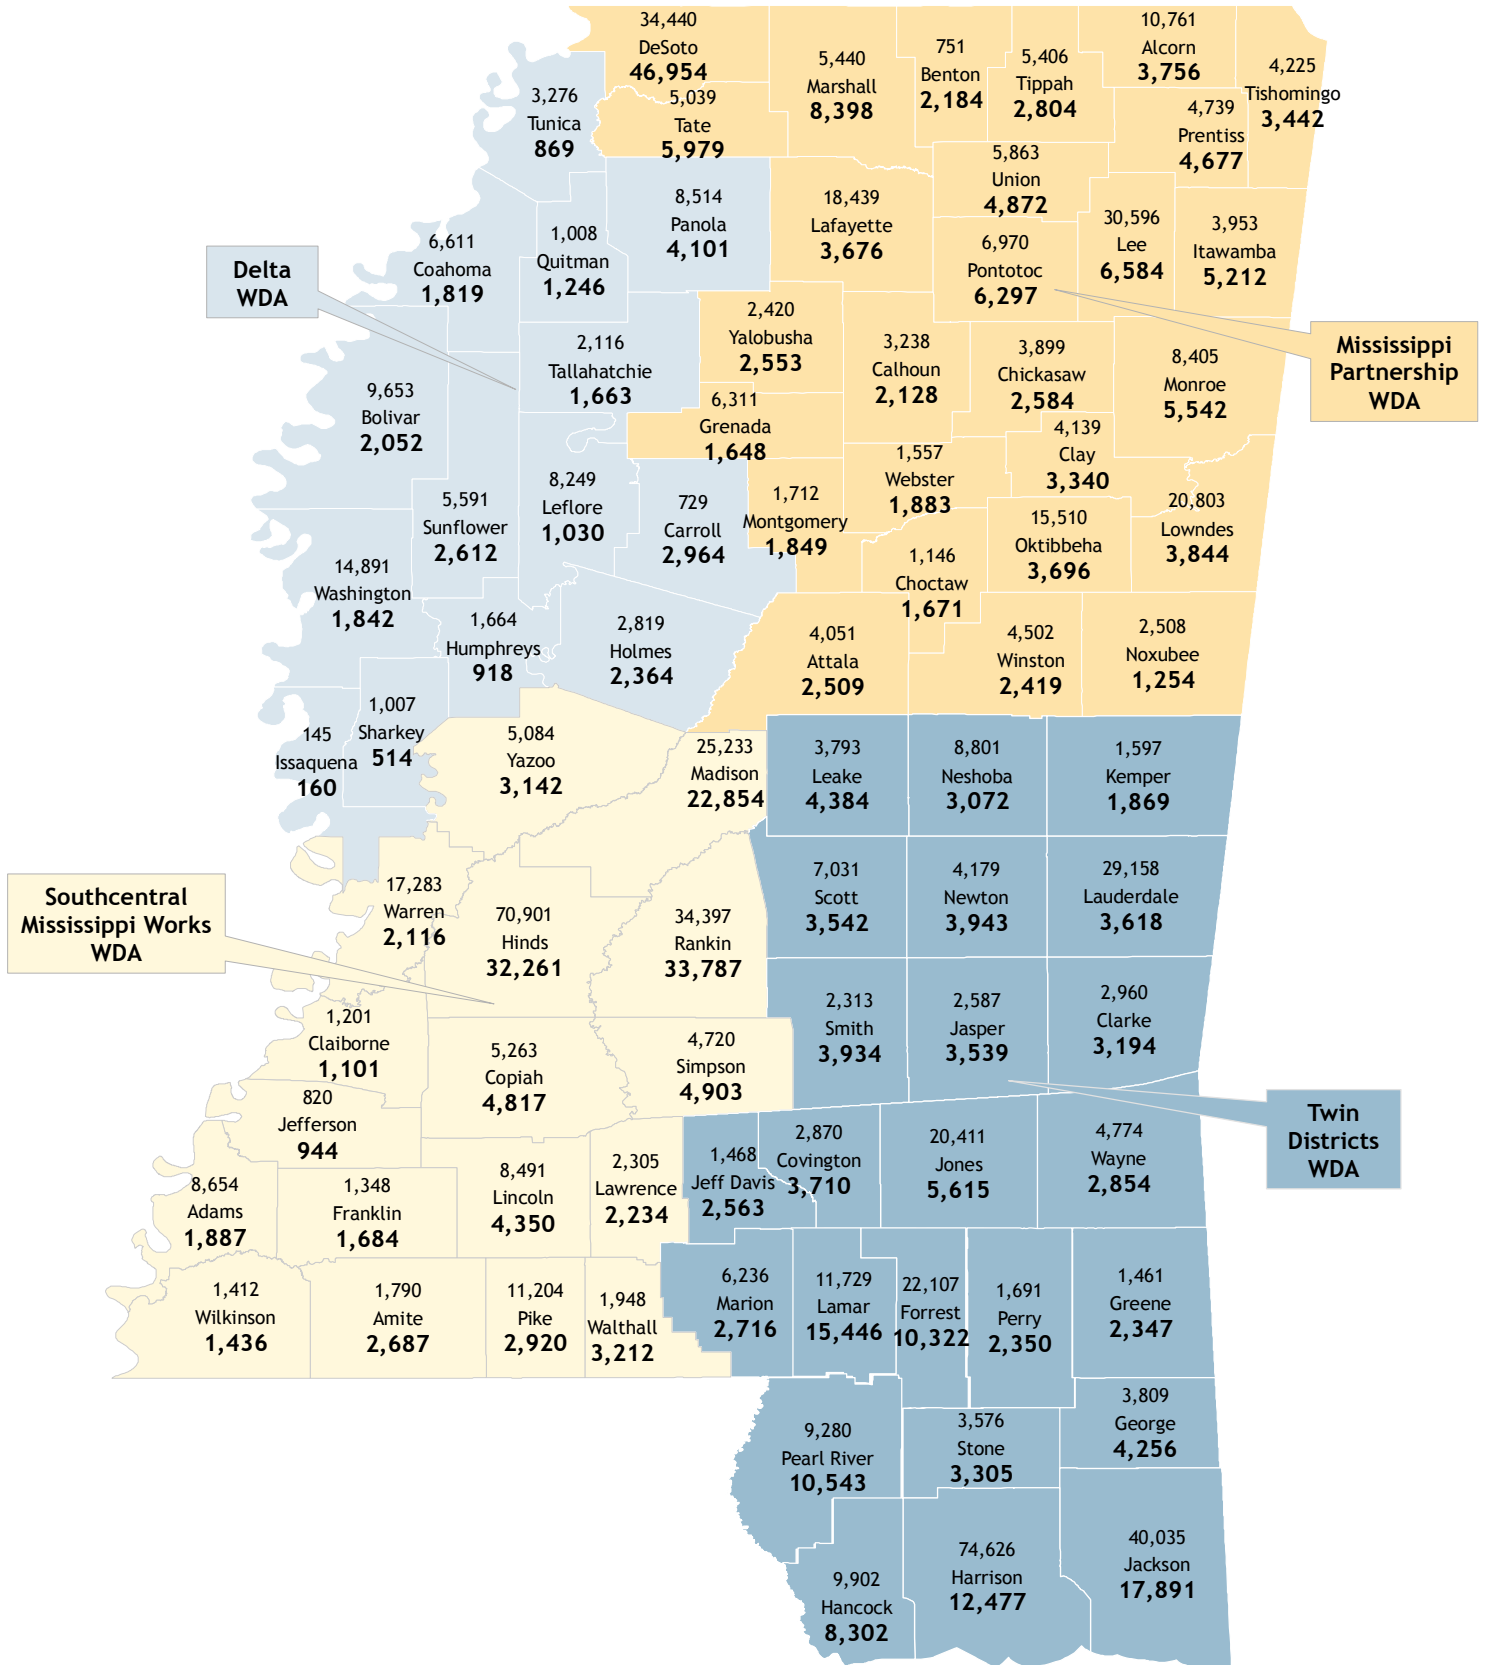 34,440
DeSoto
46,954
5,440
Marshall
8,398
751
Benton
2,184
5,406
Tippah
2,804
10,761
Alcorn
3,756
4,225
Tishomingo
3,442
3,276
Tunica
869
5,039
Tate
5,979
4,739
Prentiss
4,677
5,863
Union
4,872
8,514
Panola
4,101
18,439
Lafayette
3,676
30,596
Lee
6,584
3,953
Itawamba
5,212
6,611
Coahoma
1,819
1,008
Quitman
1,246
6,970
Pontotoc
6,297
Delta
WDA
2,420
Yalobusha
2,553
3,238
Calhoun
2,128
3,899
Chickasaw
2,584
8,405
Monroe
5,542
Mississippi
Partnership
WDA
2,116
Tallahatchie
1,663
9,653
Bolivar
2,052
6,311
Grenada
1,648
4,139
Clay
3,340
1,557
Webster
1,883
8,249
Leflore
1,030
5,591
Sunflower
2,612
729
Carroll
2,964
1,712
Montgomery
1,849
15,510
Oktibbeha
3,696
20,803
Lowndes
3,844
1,146
Choctaw
1,671
14,891
Washington
1,842
1,664
Humphreys
918
2,819
Holmes
2,364
4,051
Attala
2,509
4,502
Winston
2,419
2,508
Noxubee
1,254
145
Issaquena
160
1,007
Sharkey
514
5,084
Yazoo
3,142
25,233
Madison
22,854
3,793
Leake
4,384
8,801
Neshoba
3,072
1,597
Kemper
1,869
Southcentral
Mississippi Works
WDA
17,283
Warren
2,116
70,901
Hinds
32,261
34,397
Rankin
33,787
7,031
Scott
3,542
4,179
Newton
3,943
29,158
Lauderdale
3,618
1,201
Claiborne
1,101
5,263
Copiah
4,817
4,720
Simpson
4,903
2,313
Smith
3,934
2,587
Jasper
3,539
2,960
Clarke
3,194
820
Jefferson
944
Twin
Districts
WDA
8,654
Adams
1,887
1,348
Franklin
1,684
8,491
Lincoln
4,350
2,305
Lawrence
2,234
1,468
Jeff Davis
2,563
2,870
Covington
3,710
20,411
Jones
5,615
4,774
Wayne
2,854
1,412
Wilkinson
1,436
1,790
Amite
2,687
11,204
Pike
2,920
1,948
Walthall
3,212
6,236
Marion
2,716
11,729
Lamar
15,446
22,107
Forrest
10,322
1,691
Perry
2,350
1,461
Greene
2,347
9,280
Pearl River
10,543
3,576
Stone
3,305
3,809
George
4,256
9,902
Hancock
8,302
74,626
Harrison
12,477
40,035
Jackson
17,891